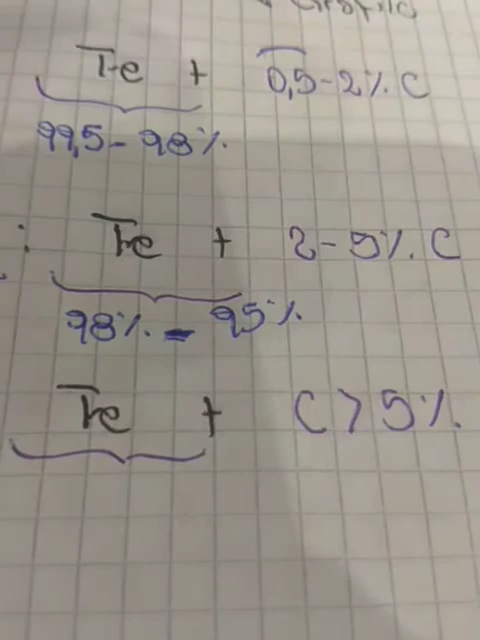 Fe + 0,5-2% C
99,5-98%
: Fe + 2-5% C
98% - 95%
Fe + C > 5%